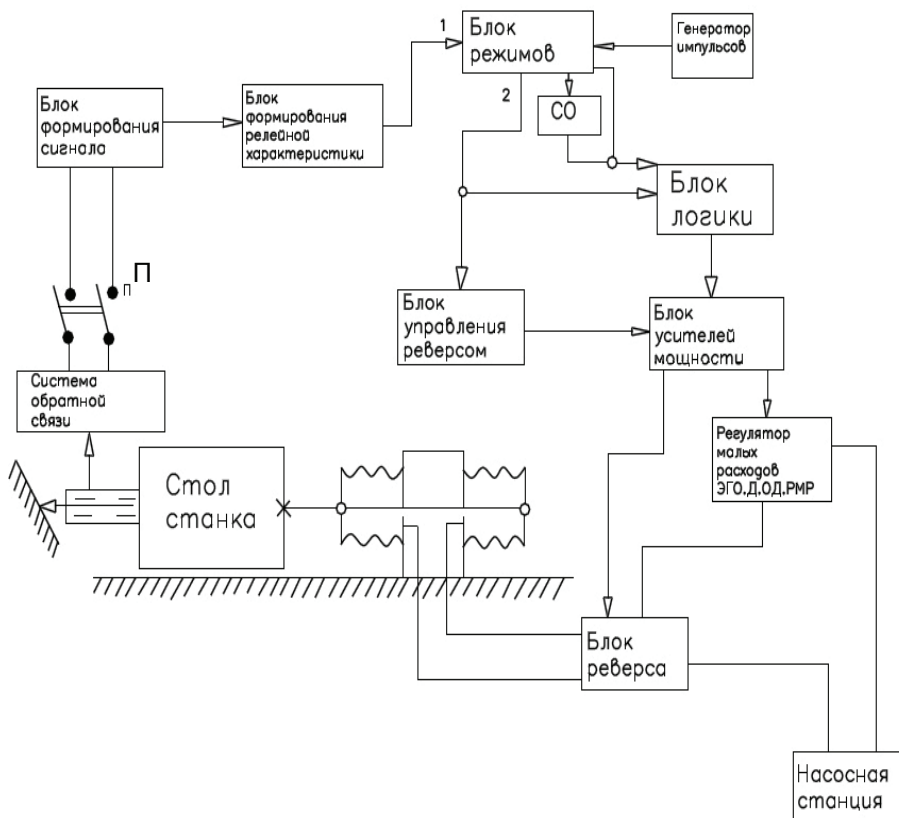 1
Блок
режимов
Генератор
импульсов
2
СО
Блок
формирования
сигнала
Блок
формирования
релейной
характеристики
Блок
логики
п П
Блок
управления
реверсом
Блок
усителей
мощности
Система
обратной
связи
Регулятор
малых
расходов
ЭГО,Д,ОД,РМР
Стол
станка
Блок
реверса
Насосная
станция